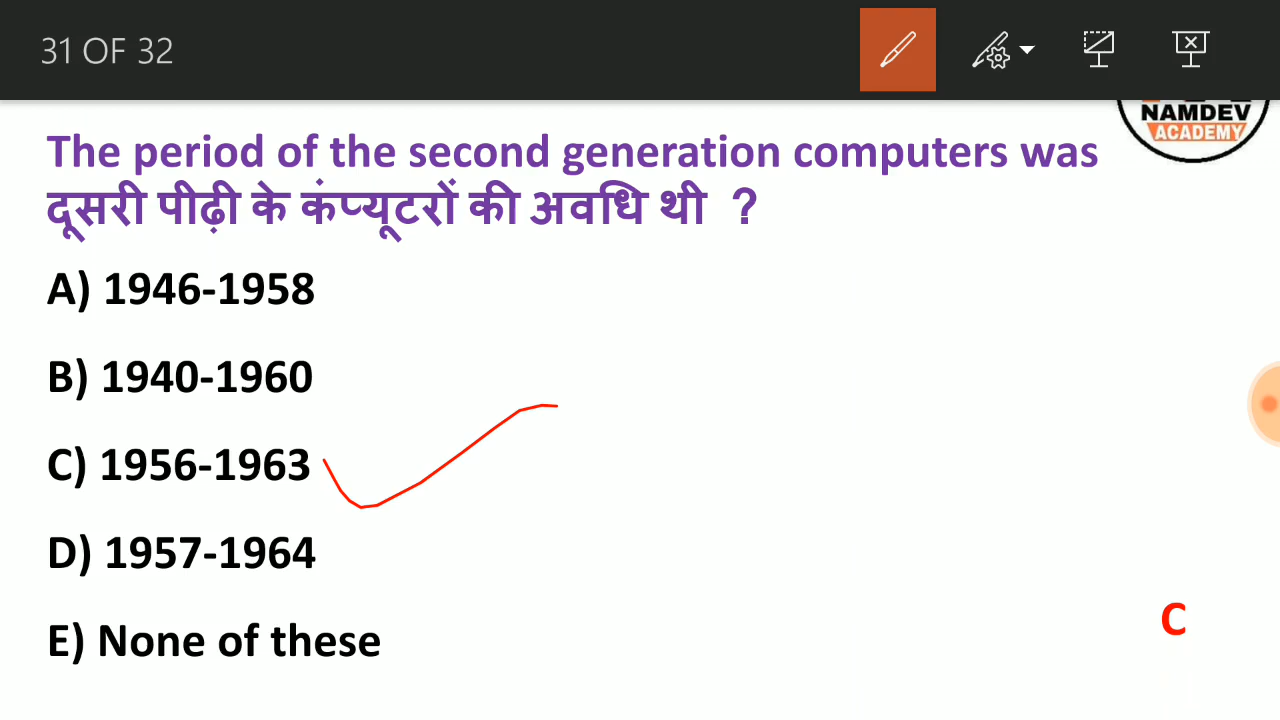 31 OF 32
NAMDEV
ACADEMY
The period of the second generation computers was
दूसरी पीढ़ी के कंप्यूटरों की अवधि थी ?
A) 1946-1958
B) 1940-1960
C) 1956-1963
D) 1957-1964
E) None of these
C